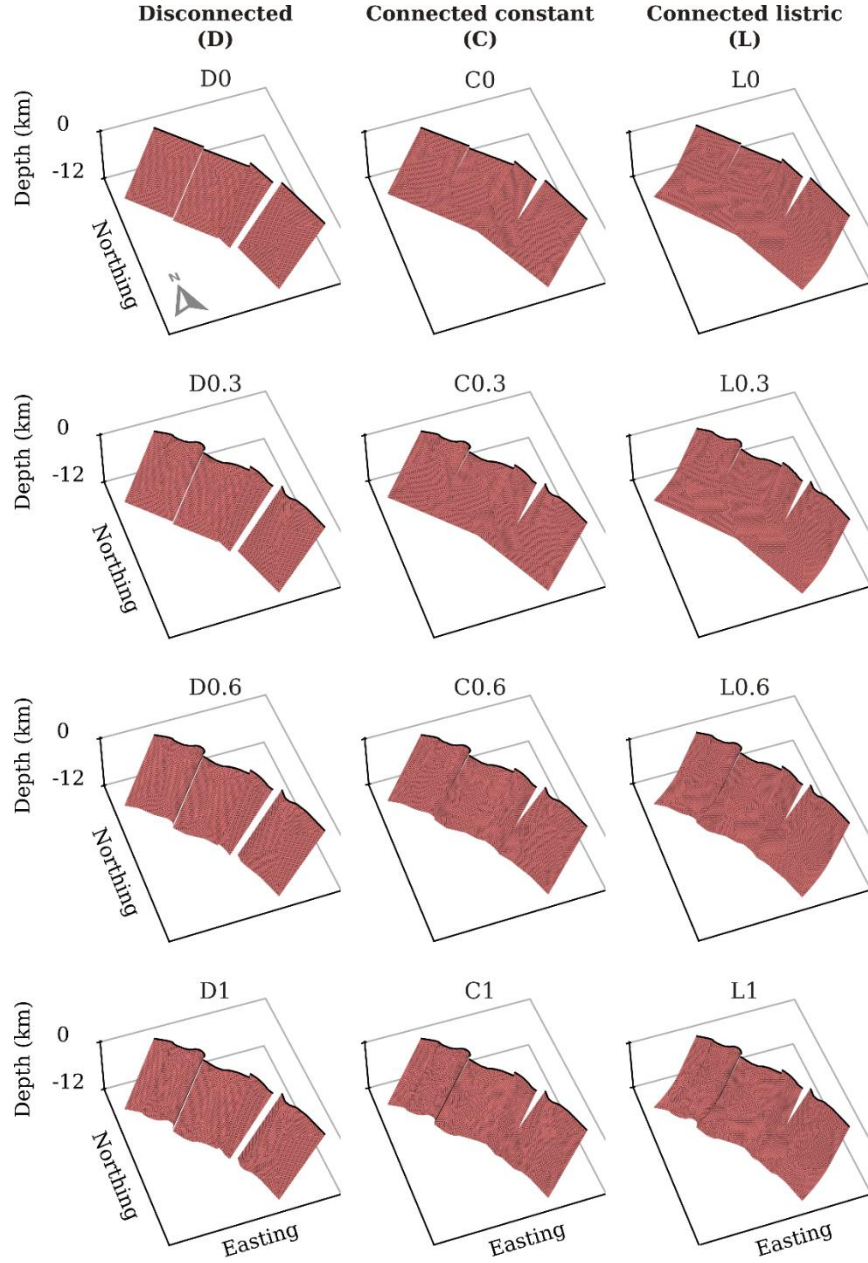 Disconnected
(D)
Connected constant
(C)
Connected listric
(L)
D0
C0
L0
Depth (km)
0
-12
Northing
N
D0.3
C0.3
L0.3
Depth (km)
0
-12
Northing
D0.6
C0.6
L0.6
Depth (km)
0
-12
Northing
D1
C1
L1
Depth (km)
0
-12
Northing
Easting
Easting
Easting